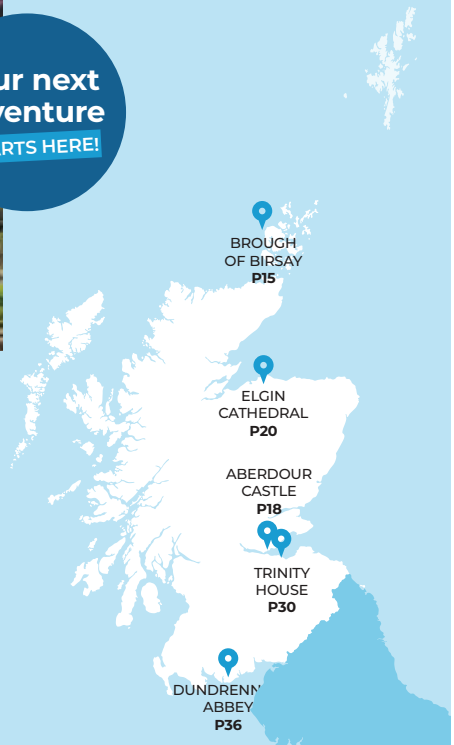 ur next
venture
RTS HERE!
BROUGH
OF BIRSAY
P15
ELGIN
CATHEDRAL
P20
ABERDOUR
CASTLE
P18
TRINITY
HOUSE
P30
DUNDRENN
ABBEY
P36